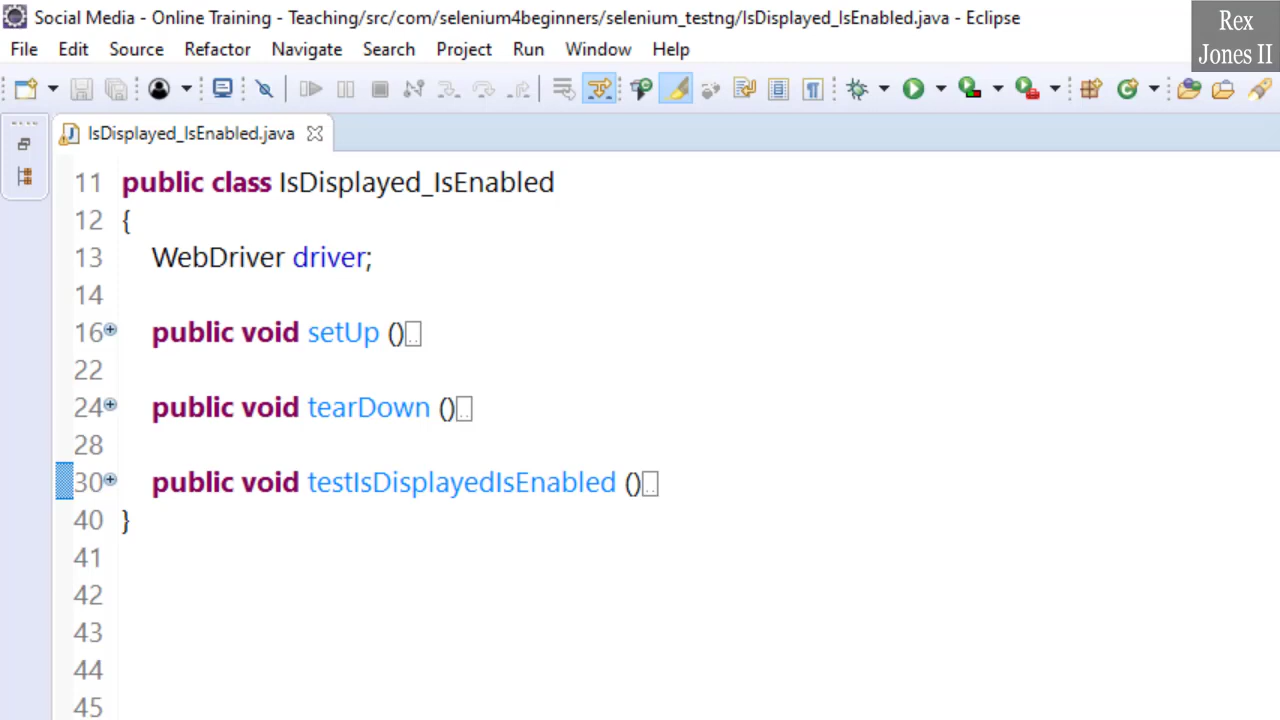 Social Media - Online Training - Teaching/src/com/selenium4beginners/selenium_testng/IsDisplayed_IsEnabled.java - Eclipse
Rex
Jones II
File Edit Source Refactor Navigate Search Project Run Window Help
IsDisplayed_IsEnabled.java
11 public class IsDisplayed_IsEnabled
12 {
13 WebDriver driver;
14
16 public void setUp ()
22
24 public void tearDown ()
28
30 public void testIsDisplayedIsEnabled ()
40 }
41
42
43
44
45